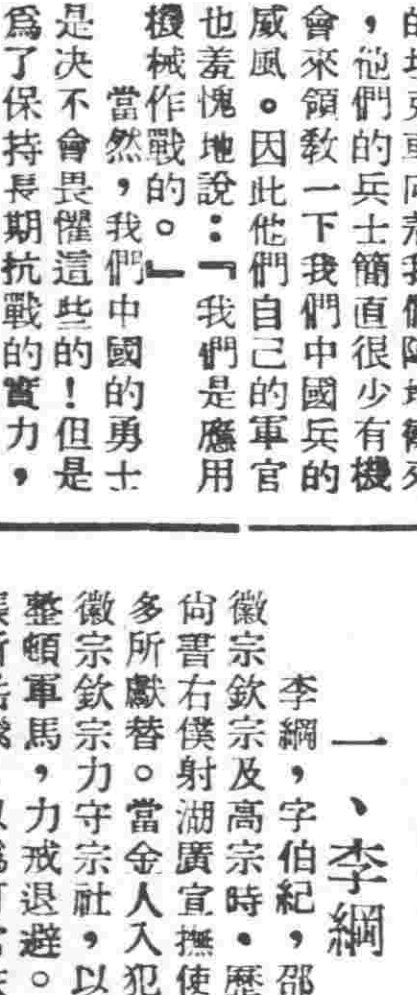 ，他們的兵士簡直很少有機
會來領敎一下我們中國兵的
威風。因此他們自己的軍官
也羞愧地說：『我們是應用
機械作戰的。』
當然，我們中國的勇士
是決不會畏懼這些的！但是
爲了保持長期抗戰的實力，
一、李綱
李綱，字伯紀，邵
徽宗欽宗及高宗時．歷
尙書右僕射湖廣宣撫使
多所獻替。當金人入犯
徽宗欽宗力守宗社，以
整頓軍馬，力戒退避。